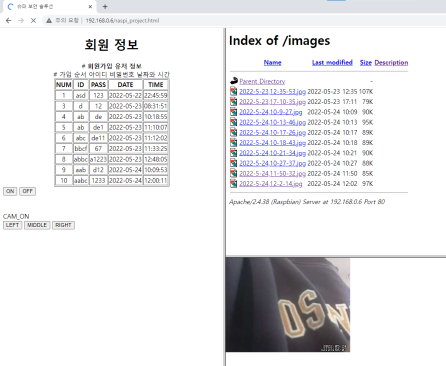 슈퍼 보안 솔루션
주의 요함 | 192.168.0.6/raspi_project.html
회원 정보
# 회원가입 유저 정보
# 가입 순서 아이디 비밀번호 날짜와 시간
NUM ID PASS DATE TIME
1 asd 123 2022-05-22 22:45:59
3 d 12 2022-05-23 08:31:51
4 ab de 2022-05-23 10:18:55
5 ab de1 2022-05-23 11:10:07
6 abc de11 2022-05-23 11:12:02
7 bbcf 67 2022-05-23 11:33:25
8 abbc a1223 2022-05-23 12:48:05
9 aab d12 2022-05-24 10:09:53
10 aabc 1233 2022-05-24 12:00:11
ON OFF
CAM_ON
LEFT MIDDLE RIGHT
Index of /images
Name Last modified Size Description
Parent Directory -
2022-5-23.12-35-53.jpg 2022-05-23 12:35 107K
2022-5-23.17-10-35.jpg 2022-05-23 17:11 79K
2022-5-24.10-9-27.jpg 2022-05-24 10:09 90K
2022-5-24.10-13-46.jpg 2022-05-24 10:13 95K
2022-5-24.10-17-26.jpg 2022-05-24 10:17 89K
2022-5-24.10-18-43.jpg 2022-05-24 10:18 89K
2022-5-24.10-21-34.jpg 2022-05-24 10:21 90K
2022-5-24.10-27-37.jpg 2022-05-24 10:27 88K
2022-5-24.11-50-32.jpg 2022-05-24 11:50 85K
2022-5-24.12-2-14.jpg 2022-05-24 12:02 97K
Apache/2.4.38 (Raspbian) Server at 192.168.0.6 Port 80